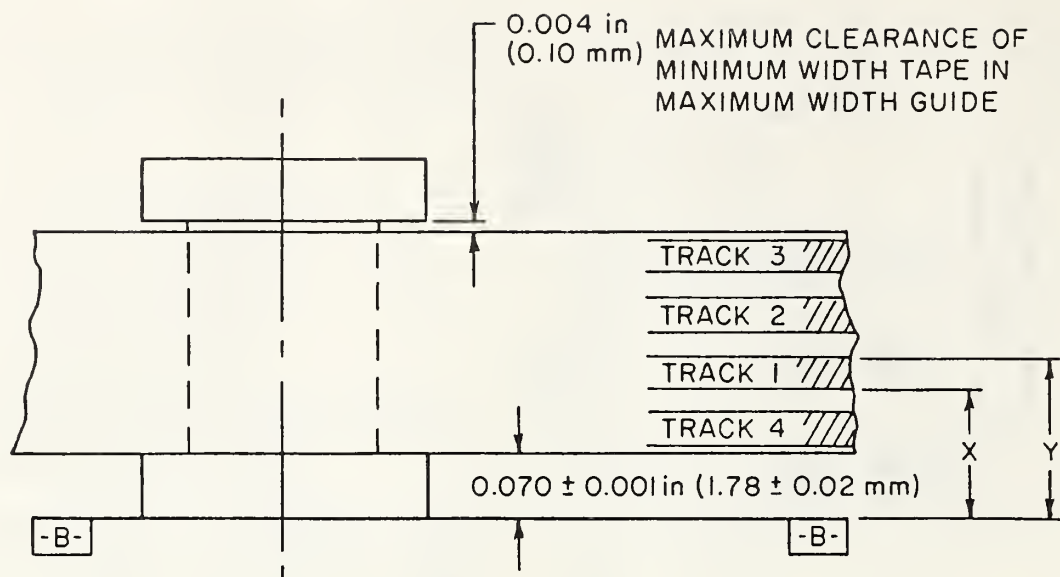 0.004 in
(0.10 mm)
MAXIMUM CLEARANCE OF
MINIMUM WIDTH TAPE IN
MAXIMUM WIDTH GUIDE
TRACK 3
TRACK 2
TRACK 1
TRACK 4
X
Y
0.070 ± 0.001 in (1.78 ± 0.02 mm)
-B-
-B-